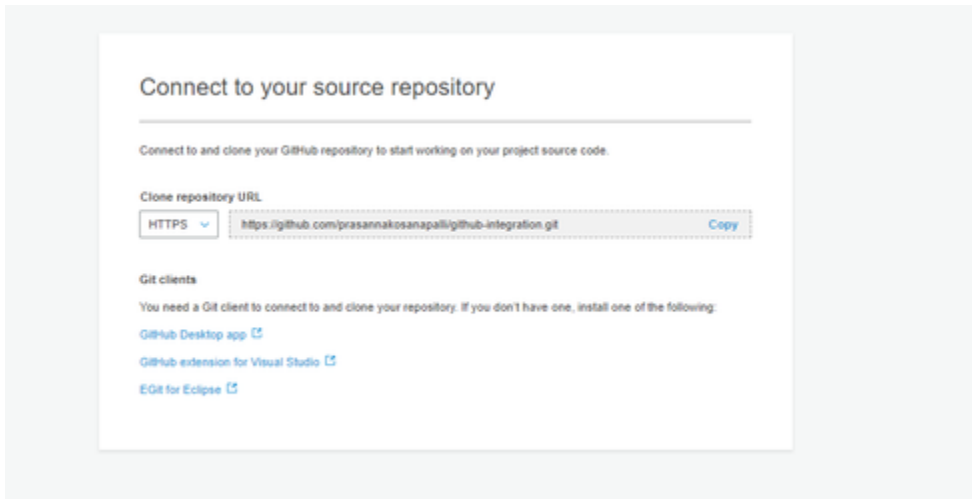 Connect to your source repository
Connect to and clone your GitHub repository to start working on your project source code.
Clone repository URL
HTTPS https://github.com/prasannakosanapalli/github-integration.git Copy
Git clients
You need a Git client to connect to and clone your repository. If you don't have one, install one of the following:
GitHub Desktop app
GitHub extension for Visual Studio
EGit for Eclipse